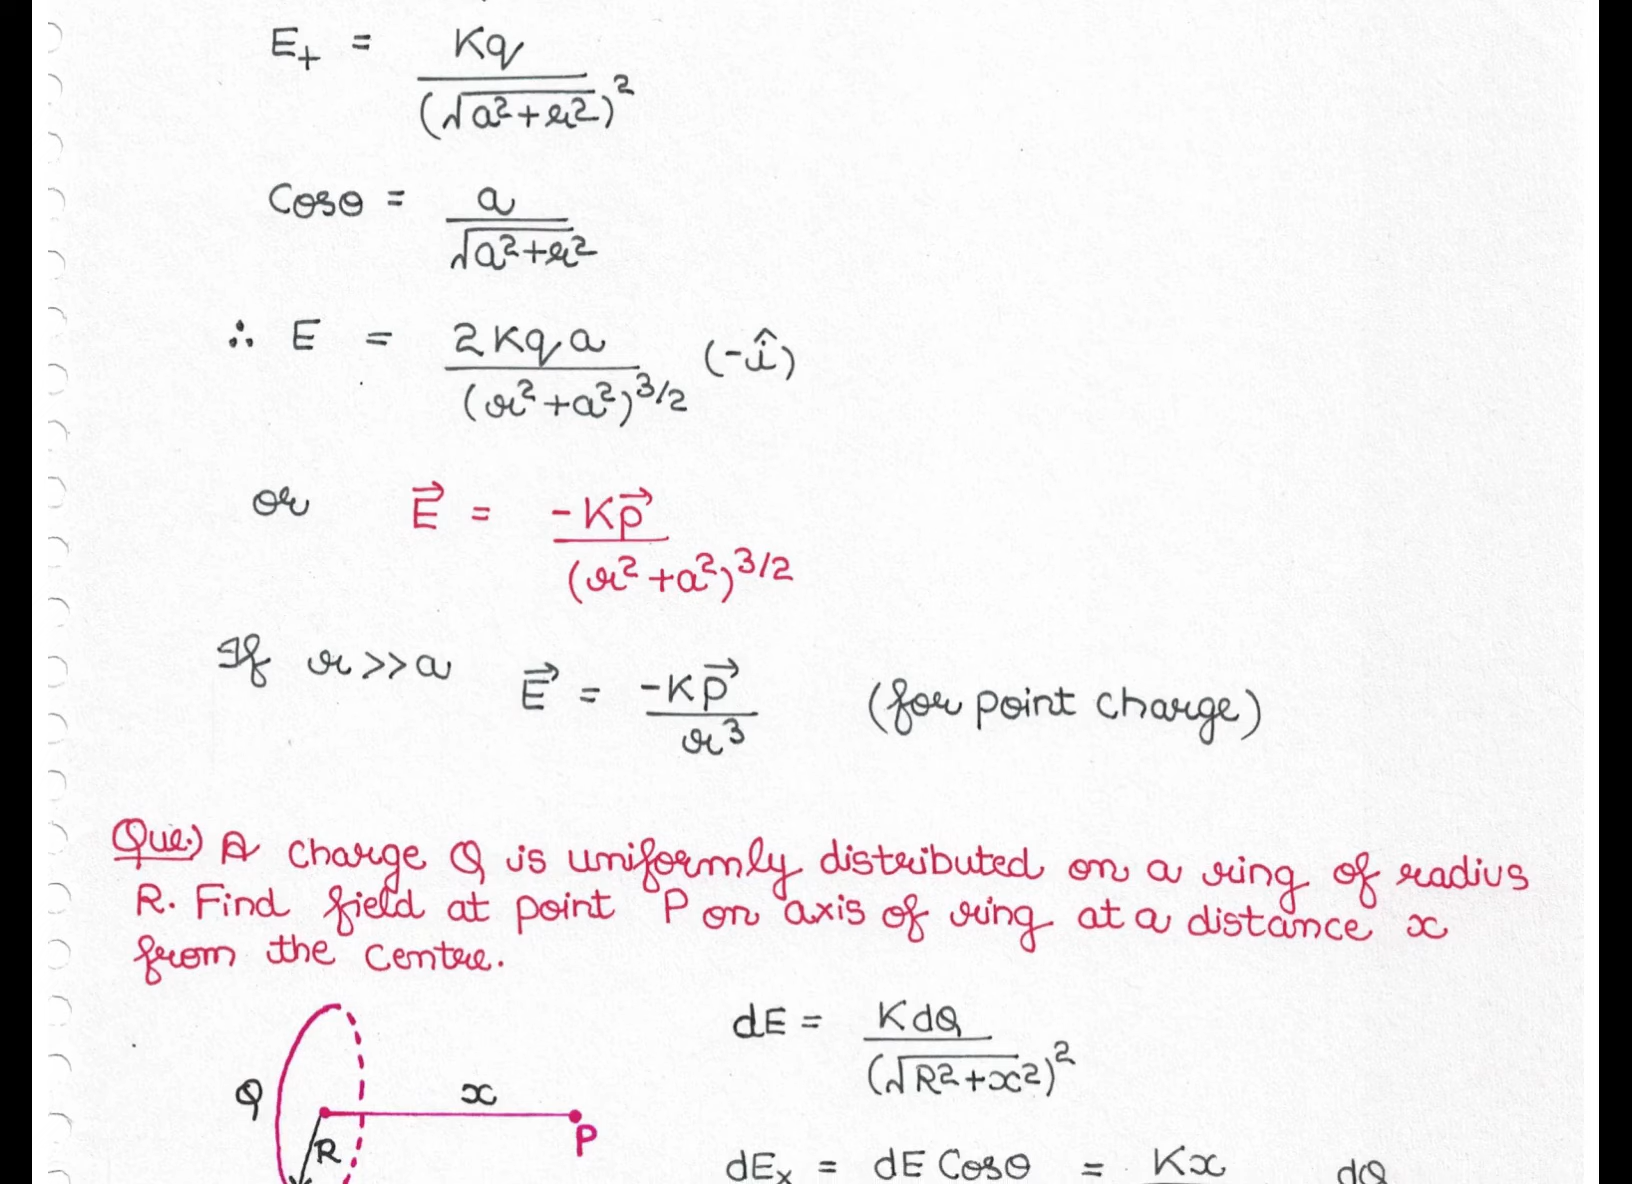 E₊ = Kq / (√a²+r²)²
Cosθ = a / √a²+r²
∴ E = 2Kqa / (r²+a²)^3/2 (-î)
or E⃗ = -Kp⃗ / (r²+a²)^3/2
If r>>a E⃗ = -Kp⃗ / r³ (for point charge)
Que.) A charge Q is uniformly distributed on a ring of radius
R. Find field at point P on axis of ring at a distance x
from the centre.
dE = KdQ / (√R²+x²)²
Q x P
R
dEₓ = dE Cosθ = Kx dQ